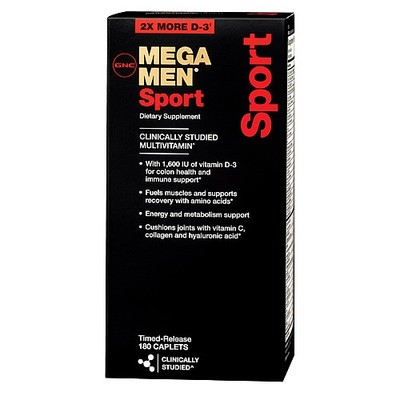 2X MORE D-3†
GNC
MEGA
MEN®
Sport
Dietary Supplement
CLINICALLY STUDIED
MULTIVITAMIN*
• With 1,600 IU of vitamin D-3
for colon health and
immune support*
• Fuels muscles and supports
recovery with amino acids*
• Energy and metabolism support
• Cushions joints with vitamin C,
collagen and hyaluronic acid*
Timed-Release
180 CAPLETS
CLINICALLY
STUDIED^
Sport